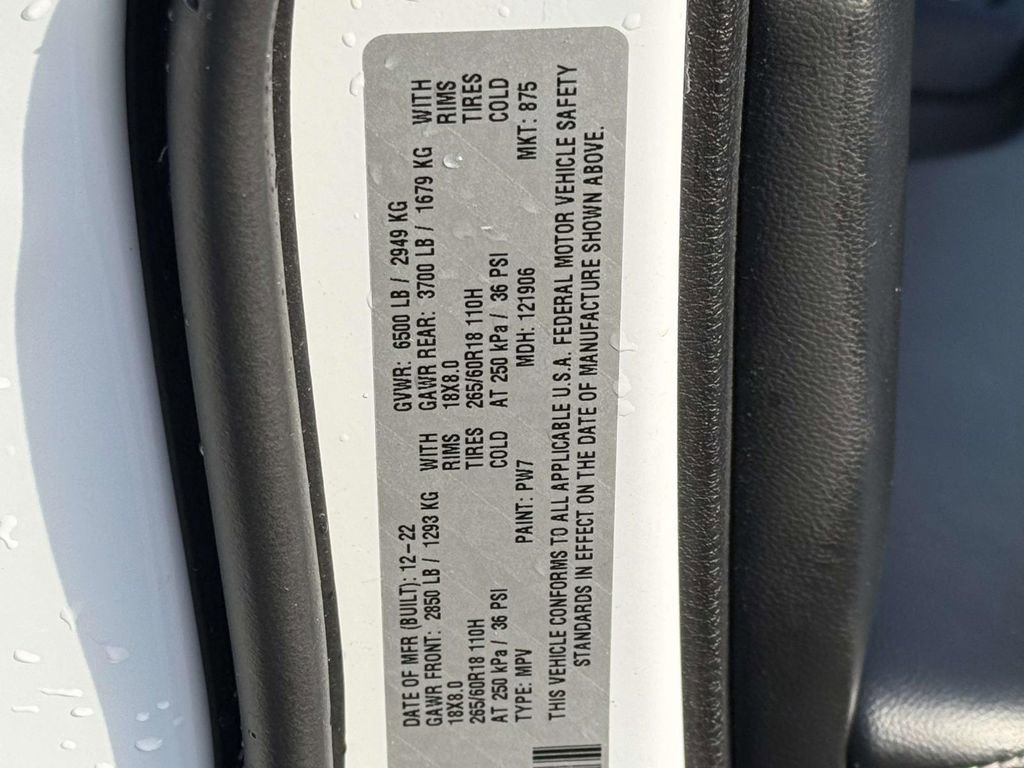 DATE OF MFR (BUILT): 12-22 GVWR: 6500 LB / 2949 KG
GAWR FRONT: 2850 LB / 1293 KG WITH GAWR REAR: 3700 LB / 1679 KG WITH
18X8.0 RIMS 18X8.0 RIMS
265/60R18 110H TIRES 265/60R18 110H TIRES
AT 250 kPa / 36 PSI COLD AT 250 kPa / 36 PSI COLD
TYPE: MPV PAINT: PW7 MDH: 121906 MKT: 875
THIS VEHICLE CONFORMS TO ALL APPLICABLE U.S.A. FEDERAL MOTOR VEHICLE SAFETY
STANDARDS IN EFFECT ON THE DATE OF MANUFACTURE SHOWN ABOVE.